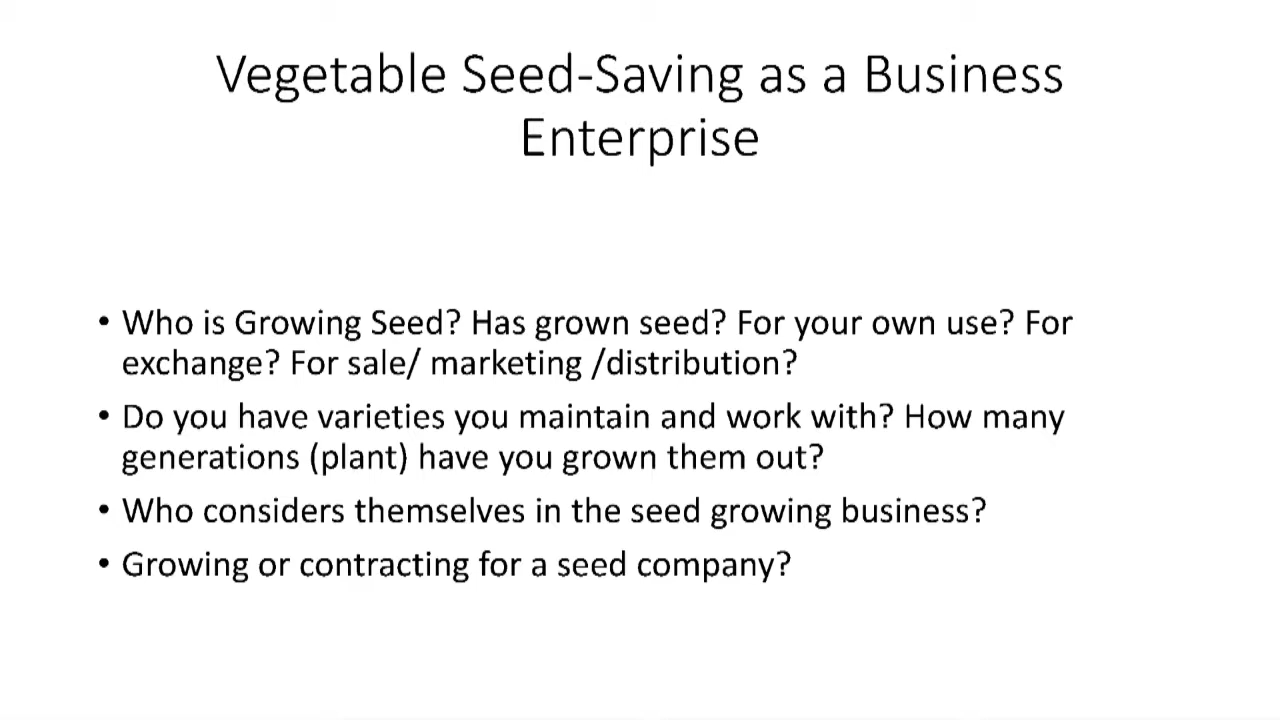 Vegetable Seed-Saving as a Business
Enterprise
• Who is Growing Seed? Has grown seed? For your own use? For
exchange? For sale/ marketing /distribution?
• Do you have varieties you maintain and work with? How many
generations (plant) have you grown them out?
• Who considers themselves in the seed growing business?
• Growing or contracting for a seed company?